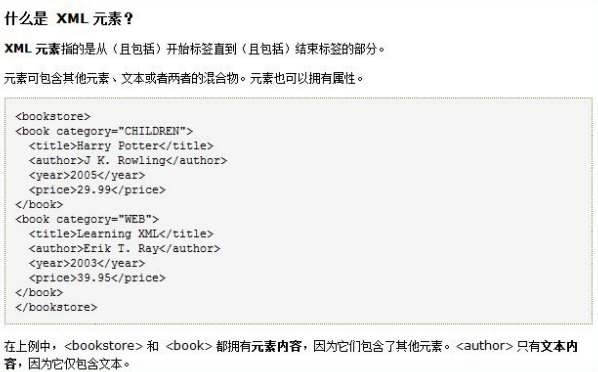 什么是 XML 元素？
XML 元素指的是从（且包括）开始标签直到（且包括）结束标签的部分。
元素可包含其他元素、文本或者两者的混合物。元素也可以拥有属性。
<bookstore>
<book category="CHILDREN">
  <title>Harry Potter</title>
  <author>J K. Rowling</author>
  <year>2005</year>
  <price>29.99</price>
</book>
<book category="WEB">
  <title>Learning XML</title>
  <author>Erik T. Ray</author>
  <year>2003</year>
  <price>39.95</price>
</book>
</bookstore>
在上例中，<bookstore> 和 <book> 都拥有元素内容，因为它们包含了其他元素。<author> 只有文本内
容，因为它仅包含文本。